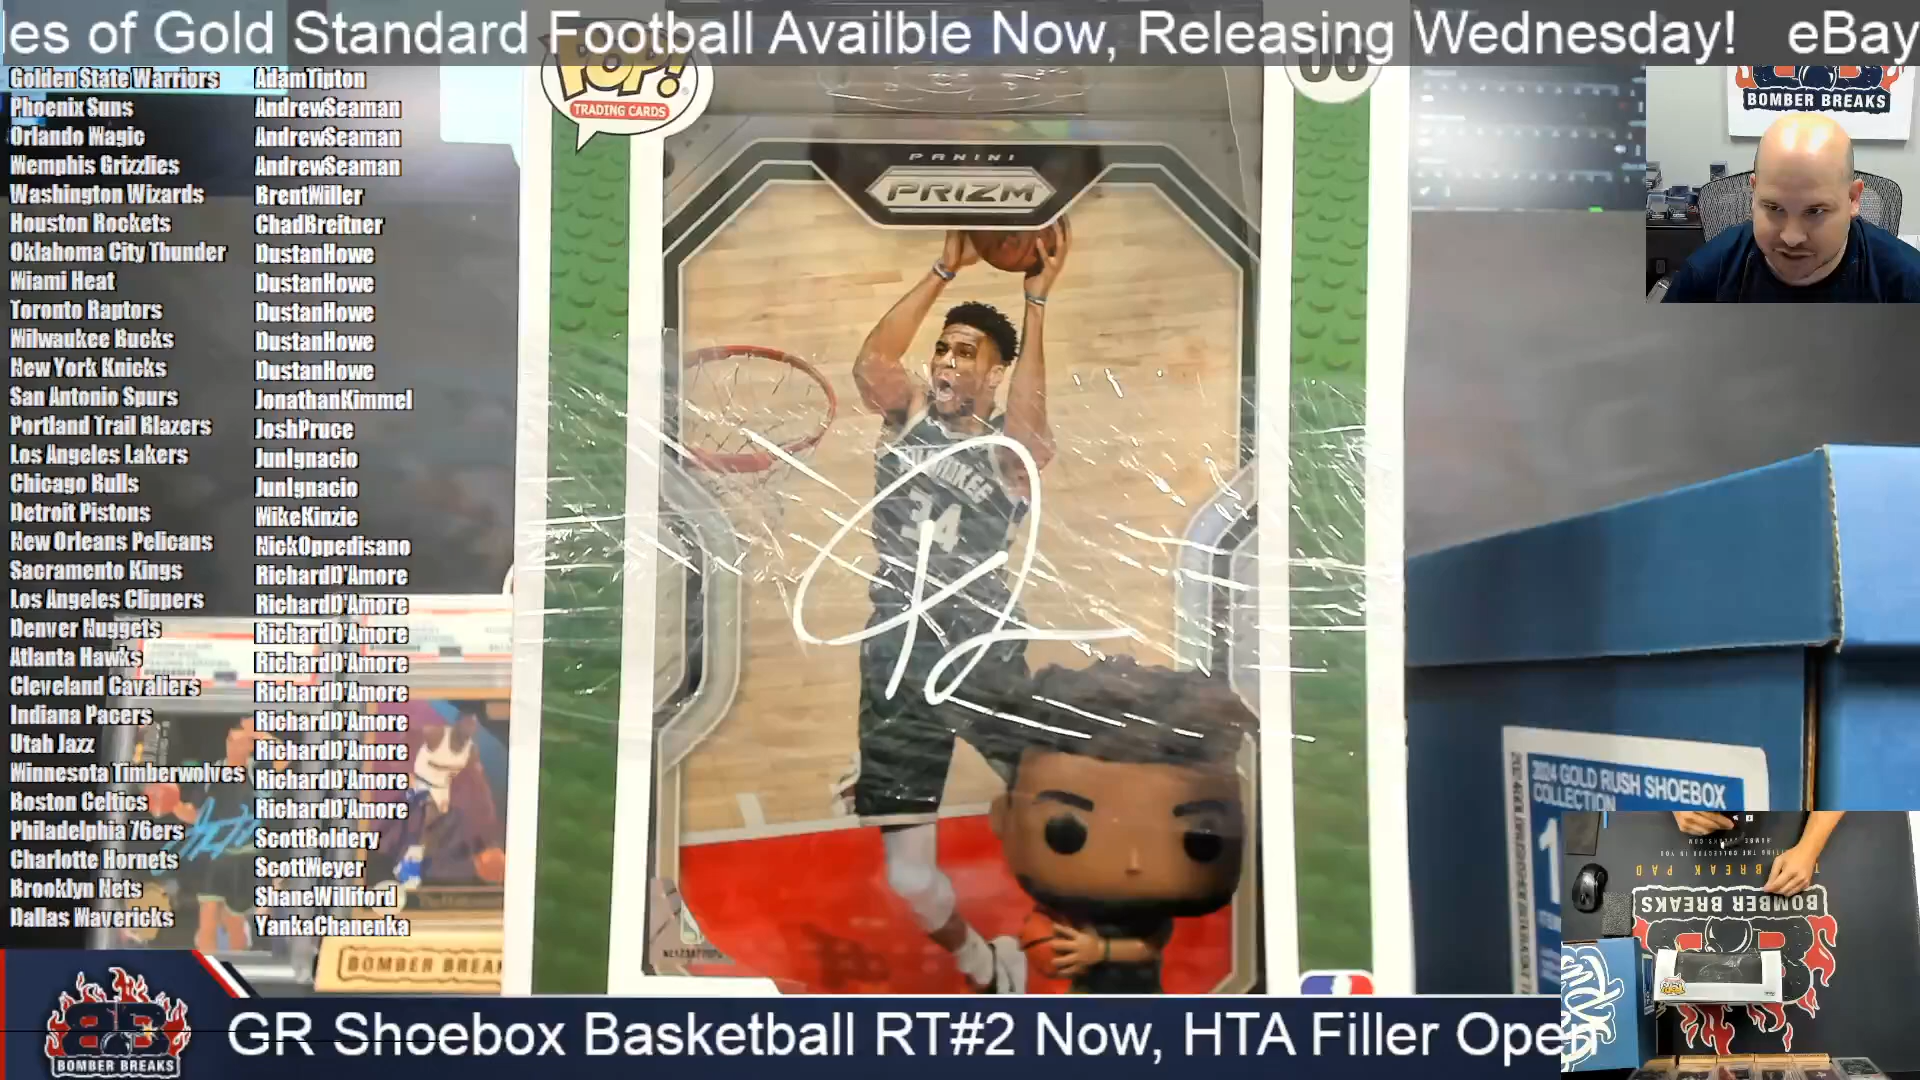 les of Gold Standard Football Availble Now, Releasing Wednesday! eBay
Golden State Warriors AdamTipton
Phoenix Suns AndrewSeaman
Orlando Magic AndrewSeaman
Memphis Grizzlies AndrewSeaman
Washington Wizards BrentMiller
Houston Rockets ChadBreitner
Oklahoma City Thunder DustanHowe
Miami Heat DustanHowe
Toronto Raptors DustanHowe
Milwaukee Bucks DustanHowe
New York Knicks DustanHowe
San Antonio Spurs JonathanKimmel
Portland Trail Blazers JoshPruce
Los Angeles Lakers JunIgnacio
Chicago Bulls JunIgnacio
Detroit Pistons MikeKinzie
New Orleans Pelicans NickOppedisano
Sacramento Kings RichardD'Amore
Los Angeles Clippers RichardD'Amore
Denver Nuggets RichardD'Amore
Atlanta Hawks RichardD'Amore
Cleveland Cavaliers RichardD'Amore
Indiana Pacers RichardD'Amore
Utah Jazz RichardD'Amore
Minnesota Timberwolves RichardD'Amore
Boston Celtics RichardD'Amore
Philadelphia 76ers ScottBoldery
Charlotte Hornets ScottMeyer
Brooklyn Nets ShaneWilliford
Dallas Mavericks YankaChanenka
POP!
TRADING CARDS
PANINI
PRIZM
34
BOMBER BREAKS
2024 GOLD RUSH SHOEBOX
COLLECTION
BREAK PAD
BOMBER BREAKS
BOMBER BREA
BOMBER BREAKS
GR Shoebox Basketball RT#2 Now, HTA Filler Open